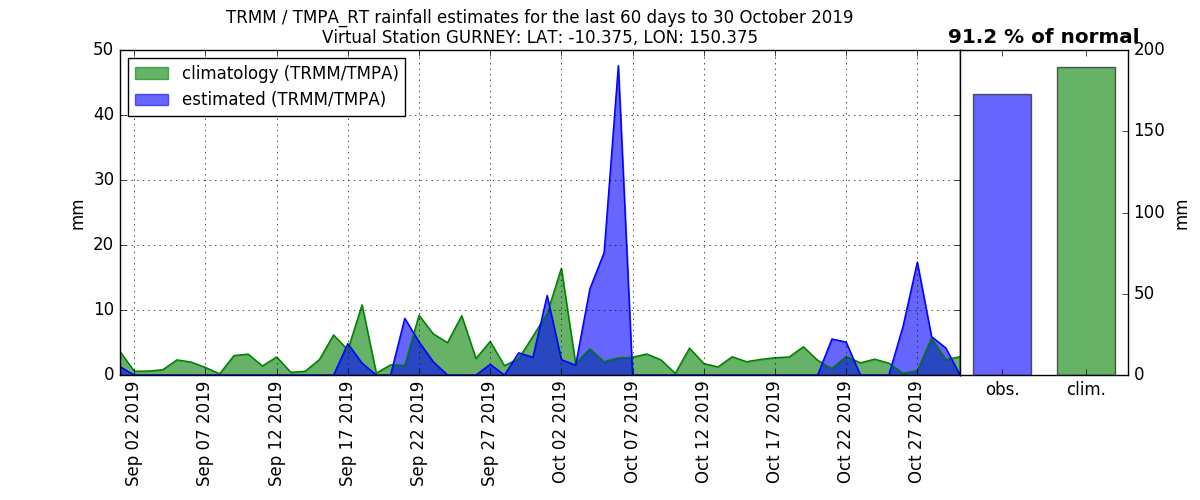 TRMM / TMPA_RT rainfall estimates for the last 60 days to 30 October 2019
Virtual Station GURNEY: LAT: -10.375, LON: 150.375
91.2 % of normal
climatology (TRMM/TMPA)
estimated (TRMM/TMPA)
mm
50
40
30
20
10
0
Sep 02 2019
Sep 07 2019
Sep 12 2019
Sep 17 2019
Sep 22 2019
Sep 27 2019
Oct 02 2019
Oct 07 2019
Oct 12 2019
Oct 17 2019
Oct 22 2019
Oct 27 2019
obs.
clim.
200
150
100
50
0
mm